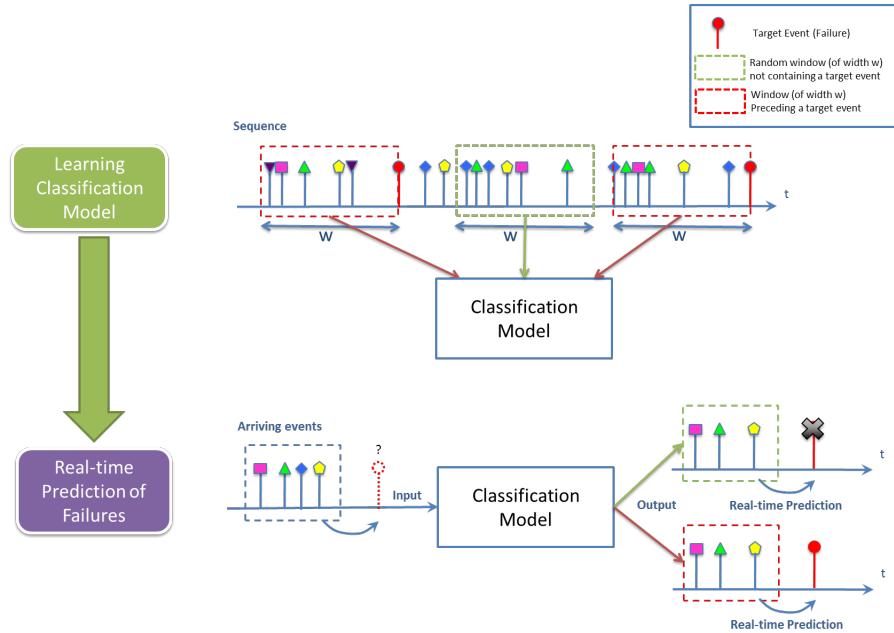 Target Event (Failure)
Random window (of width w)
not containing a target event
Window (of width w)
Preceding a target event
Learning
Classification
Model
Sequence
t
W
W
W
Classification
Model
Real-time
Prediction of
Failures
Arriving events
?
Input
Classification
Model
Output
t
Real-time Prediction
t
Real-time Prediction